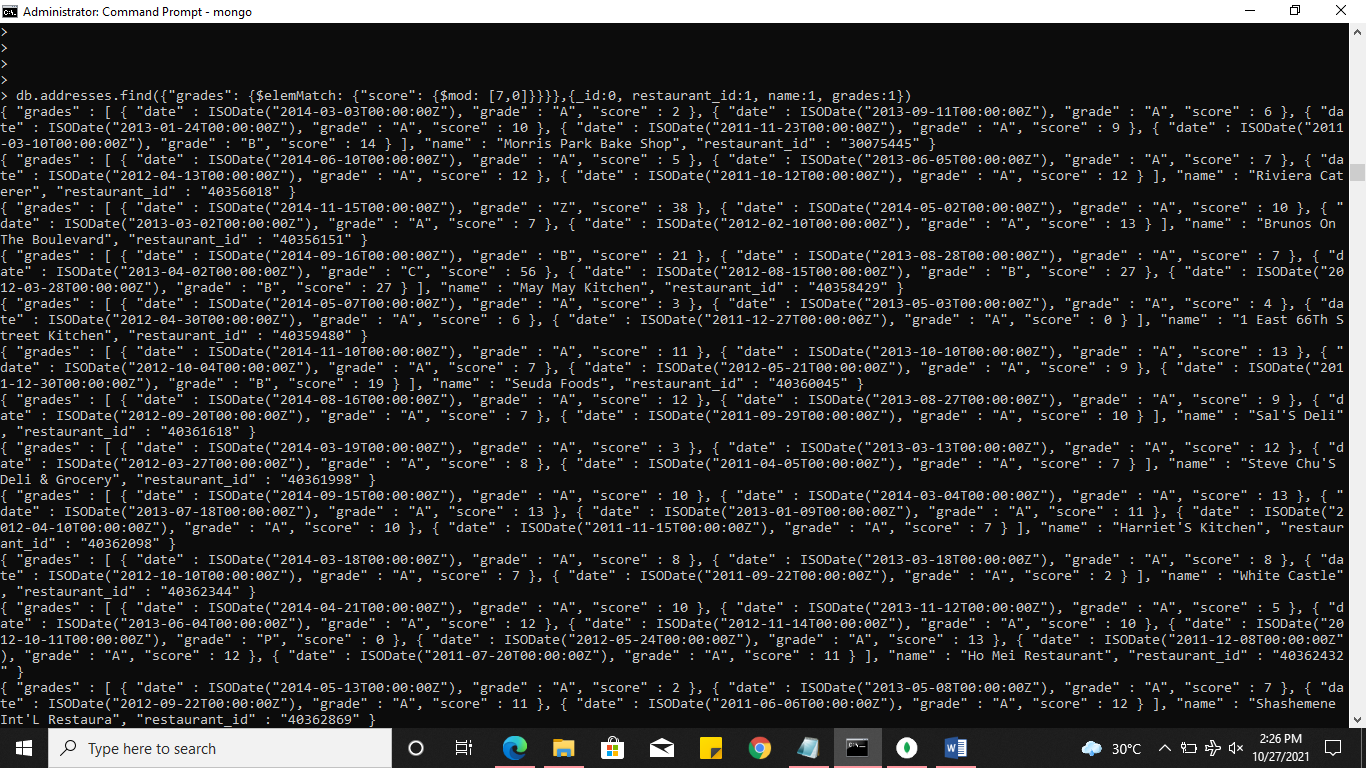 Administrator: Command Prompt - mongo
>
>
>
>
> db.addresses.find({"grades": {$elemMatch: {"score": {$mod: [7,0]}}}},{_id:0, restaurant_id:1, name:1, grades:1})
{ "grades" : [ { "date" : ISODate("2014-03-03T00:00:00Z"), "grade" : "A", "score" : 2 }, { "date" : ISODate("2013-09-11T00:00:00Z"), "grade" : "A", "score" : 6 }, { "da
te" : ISODate("2013-01-24T00:00:00Z"), "grade" : "A", "score" : 10 }, { "date" : ISODate("2011-11-23T00:00:00Z"), "grade" : "A", "score" : 9 }, { "date" : ISODate("2011
-03-10T00:00:00Z"), "grade" : "B", "score" : 14 } ], "name" : "Morris Park Bake Shop", "restaurant_id" : "30075445" }
{ "grades" : [ { "date" : ISODate("2014-06-10T00:00:00Z"), "grade" : "A", "score" : 5 }, { "date" : ISODate("2013-06-05T00:00:00Z"), "grade" : "A", "score" : 7 }, { "da
te" : ISODate("2012-04-13T00:00:00Z"), "grade" : "A", "score" : 12 }, { "date" : ISODate("2011-10-12T00:00:00Z"), "grade" : "A", "score" : 12 } ], "name" : "Riviera Cat
erer", "restaurant_id" : "40356018" }
{ "grades" : [ { "date" : ISODate("2014-11-15T00:00:00Z"), "grade" : "Z", "score" : 38 }, { "date" : ISODate("2014-05-02T00:00:00Z"), "grade" : "A", "score" : 10 }, { "
date" : ISODate("2013-03-02T00:00:00Z"), "grade" : "A", "score" : 7 }, { "date" : ISODate("2012-02-10T00:00:00Z"), "grade" : "A", "score" : 13 } ], "name" : "Brunos On
The Boulevard", "restaurant_id" : "40356151" }
{ "grades" : [ { "date" : ISODate("2014-09-16T00:00:00Z"), "grade" : "B", "score" : 21 }, { "date" : ISODate("2013-08-28T00:00:00Z"), "grade" : "A", "score" : 7 }, { "d
ate" : ISODate("2013-04-02T00:00:00Z"), "grade" : "C", "score" : 56 }, { "date" : ISODate("2012-08-15T00:00:00Z"), "grade" : "B", "score" : 27 }, { "date" : ISODate("20
12-03-28T00:00:00Z"), "grade" : "B", "score" : 27 } ], "name" : "May May Kitchen", "restaurant_id" : "40358429" }
{ "grades" : [ { "date" : ISODate("2014-05-07T00:00:00Z"), "grade" : "A", "score" : 3 }, { "date" : ISODate("2013-05-03T00:00:00Z"), "grade" : "A", "score" : 4 }, { "da
te" : ISODate("2012-04-30T00:00:00Z"), "grade" : "A", "score" : 6 }, { "date" : ISODate("2011-12-27T00:00:00Z"), "grade" : "A", "score" : 0 } ], "name" : "1 East 66Th S
treet Kitchen", "restaurant_id" : "40359480" }
{ "grades" : [ { "date" : ISODate("2014-11-10T00:00:00Z"), "grade" : "A", "score" : 11 }, { "date" : ISODate("2013-10-10T00:00:00Z"), "grade" : "A", "score" : 13 }, { "
date" : ISODate("2012-10-04T00:00:00Z"), "grade" : "A", "score" : 7 }, { "date" : ISODate("2012-05-21T00:00:00Z"), "grade" : "A", "score" : 9 }, { "date" : ISODate("201
1-12-30T00:00:00Z"), "grade" : "B", "score" : 19 } ], "name" : "Seuda Foods", "restaurant_id" : "40360045" }
{ "grades" : [ { "date" : ISODate("2014-08-16T00:00:00Z"), "grade" : "A", "score" : 12 }, { "date" : ISODate("2013-08-27T00:00:00Z"), "grade" : "A", "score" : 9 }, { "d
ate" : ISODate("2012-09-20T00:00:00Z"), "grade" : "A", "score" : 7 }, { "date" : ISODate("2011-09-29T00:00:00Z"), "grade" : "A", "score" : 10 } ], "name" : "Sal'S Deli"
, "restaurant_id" : "40361618" }
{ "grades" : [ { "date" : ISODate("2014-03-19T00:00:00Z"), "grade" : "A", "score" : 3 }, { "date" : ISODate("2013-03-13T00:00:00Z"), "grade" : "A", "score" : 12 }, { "d
ate" : ISODate("2012-03-27T00:00:00Z"), "grade" : "A", "score" : 8 }, { "date" : ISODate("2011-04-05T00:00:00Z"), "grade" : "A", "score" : 7 } ], "name" : "Steve Chu'S
Deli & Grocery", "restaurant_id" : "40361998" }
{ "grades" : [ { "date" : ISODate("2014-09-15T00:00:00Z"), "grade" : "A", "score" : 10 }, { "date" : ISODate("2014-03-04T00:00:00Z"), "grade" : "A", "score" : 13 }, { "
date" : ISODate("2013-07-18T00:00:00Z"), "grade" : "A", "score" : 13 }, { "date" : ISODate("2013-01-09T00:00:00Z"), "grade" : "A", "score" : 11 }, { "date" : ISODate("2
012-04-10T00:00:00Z"), "grade" : "A", "score" : 10 }, { "date" : ISODate("2011-11-15T00:00:00Z"), "grade" : "A", "score" : 7 } ], "name" : "Harriet'S Kitchen", "restaur
ant_id" : "40362098" }
{ "grades" : [ { "date" : ISODate("2014-03-18T00:00:00Z"), "grade" : "A", "score" : 8 }, { "date" : ISODate("2013-03-18T00:00:00Z"), "grade" : "A", "score" : 8 }, { "da
te" : ISODate("2012-10-10T00:00:00Z"), "grade" : "A", "score" : 7 }, { "date" : ISODate("2011-09-22T00:00:00Z"), "grade" : "A", "score" : 2 } ], "name" : "White Castle"
, "restaurant_id" : "40362344" }
{ "grades" : [ { "date" : ISODate("2014-04-21T00:00:00Z"), "grade" : "A", "score" : 10 }, { "date" : ISODate("2013-11-12T00:00:00Z"), "grade" : "A", "score" : 5 }, { "d
ate" : ISODate("2013-06-04T00:00:00Z"), "grade" : "A", "score" : 12 }, { "date" : ISODate("2012-11-14T00:00:00Z"), "grade" : "A", "score" : 10 }, { "date" : ISODate("20
12-10-11T00:00:00Z"), "grade" : "P", "score" : 0 }, { "date" : ISODate("2012-05-24T00:00:00Z"), "grade" : "A", "score" : 13 }, { "date" : ISODate("2011-12-08T00:00:00Z"
), "grade" : "A", "score" : 12 }, { "date" : ISODate("2011-07-20T00:00:00Z"), "grade" : "A", "score" : 11 } ], "name" : "Ho Mei Restaurant", "restaurant_id" : "40362432
" }
{ "grades" : [ { "date" : ISODate("2014-05-13T00:00:00Z"), "grade" : "A", "score" : 2 }, { "date" : ISODate("2013-05-08T00:00:00Z"), "grade" : "A", "score" : 7 }, { "da
te" : ISODate("2012-09-22T00:00:00Z"), "grade" : "A", "score" : 11 }, { "date" : ISODate("2011-06-06T00:00:00Z"), "grade" : "A", "score" : 12 } ], "name" : "Shashemene
Int'L Restaura", "restaurant_id" : "40362869" }
Type here to search
30°C
2:26 PM
10/27/2021